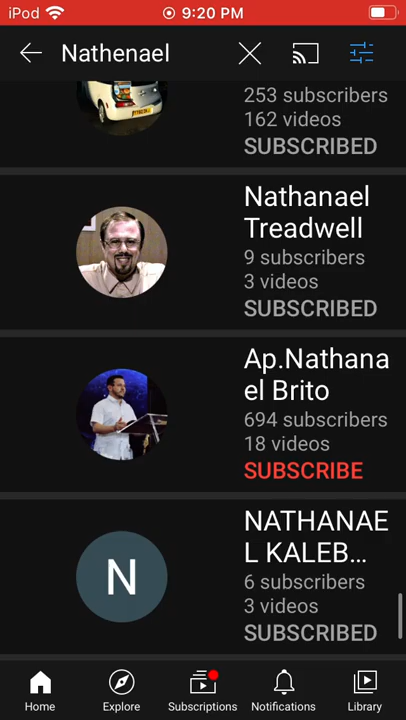 iPod 9:20 PM
Nathenael
253 subscribers
162 videos
SUBSCRIBED
Nathanael
Treadwell
9 subscribers
3 videos
SUBSCRIBED
Ap.Nathana
el Brito
694 subscribers
18 videos
SUBSCRIBE
N
NATHANAE
L KALEB...
6 subscribers
3 videos
SUBSCRIBED
Home Explore Subscriptions Notifications Library